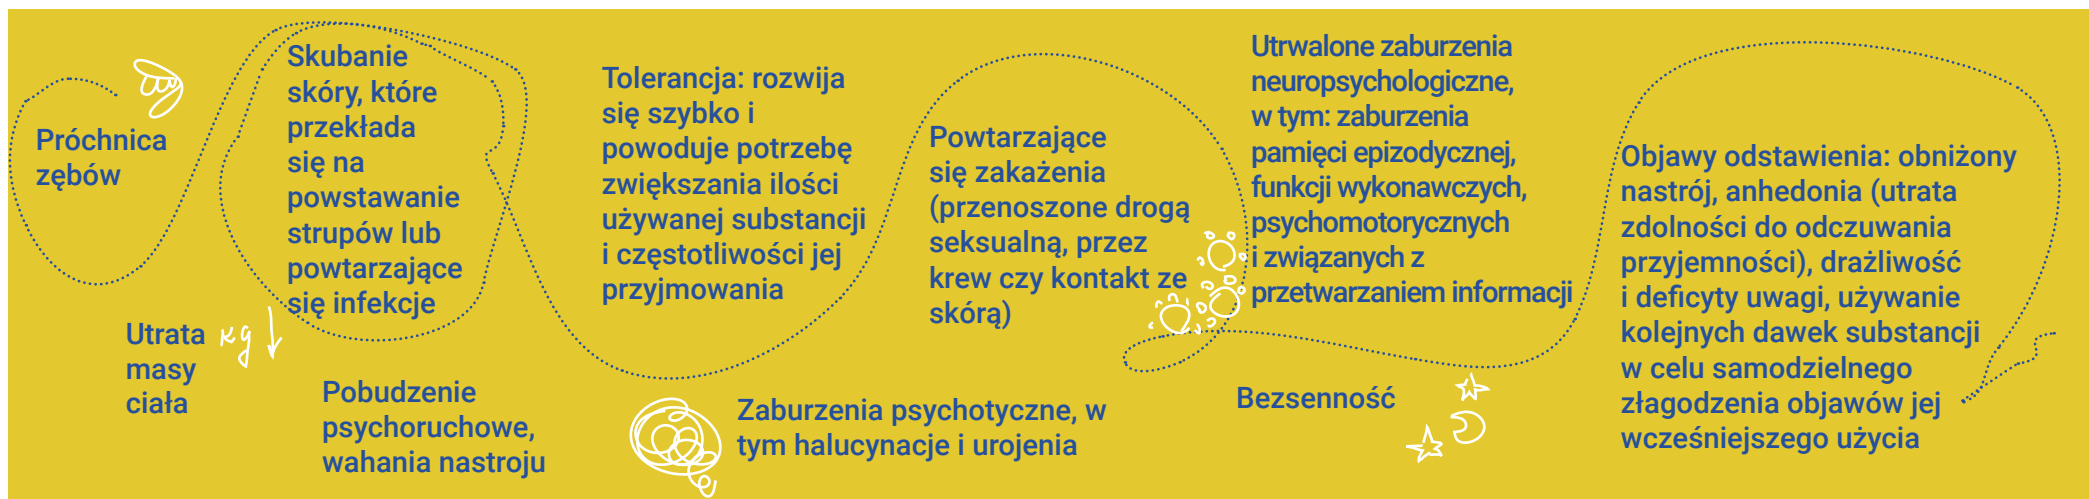 Próchnica
zębów
Utrata
masy
ciała
kg
Skubanie
skóry, które
przekłada
się na
powstawanie
strupów lub
powtarzające
się infekcje
Pobudzenie
psychoruchowe,
wahania nastroju
Tolerancja: rozwija
się szybko i
powoduje potrzebę
zwiększania ilości
używanej substancji
i częstotliwości jej
przyjmowania
Zaburzenia psychotyczne, w
tym halucynacje i urojenia
Powtarzające
się zakażenia
(przenoszone drogą
seksualną, przez
krew czy kontakt ze
skórą)
Utrwalone zaburzenia
neuropsychologiczne,
w tym: zaburzenia
pamięci epizodycznej,
funkcji wykonawczych,
psychomotorycznych
i związanych z
przetwarzaniem informacji
Bezsenność
Objawy odstawienia: obniżony
nastrój, anhedonia (utrata
zdolności do odczuwania
przyjemności), drażliwość
i deficyty uwagi, używanie
kolejnych dawek substancji
w celu samodzielnego
złagodzenia objawów jej
wcześniejszego użycia